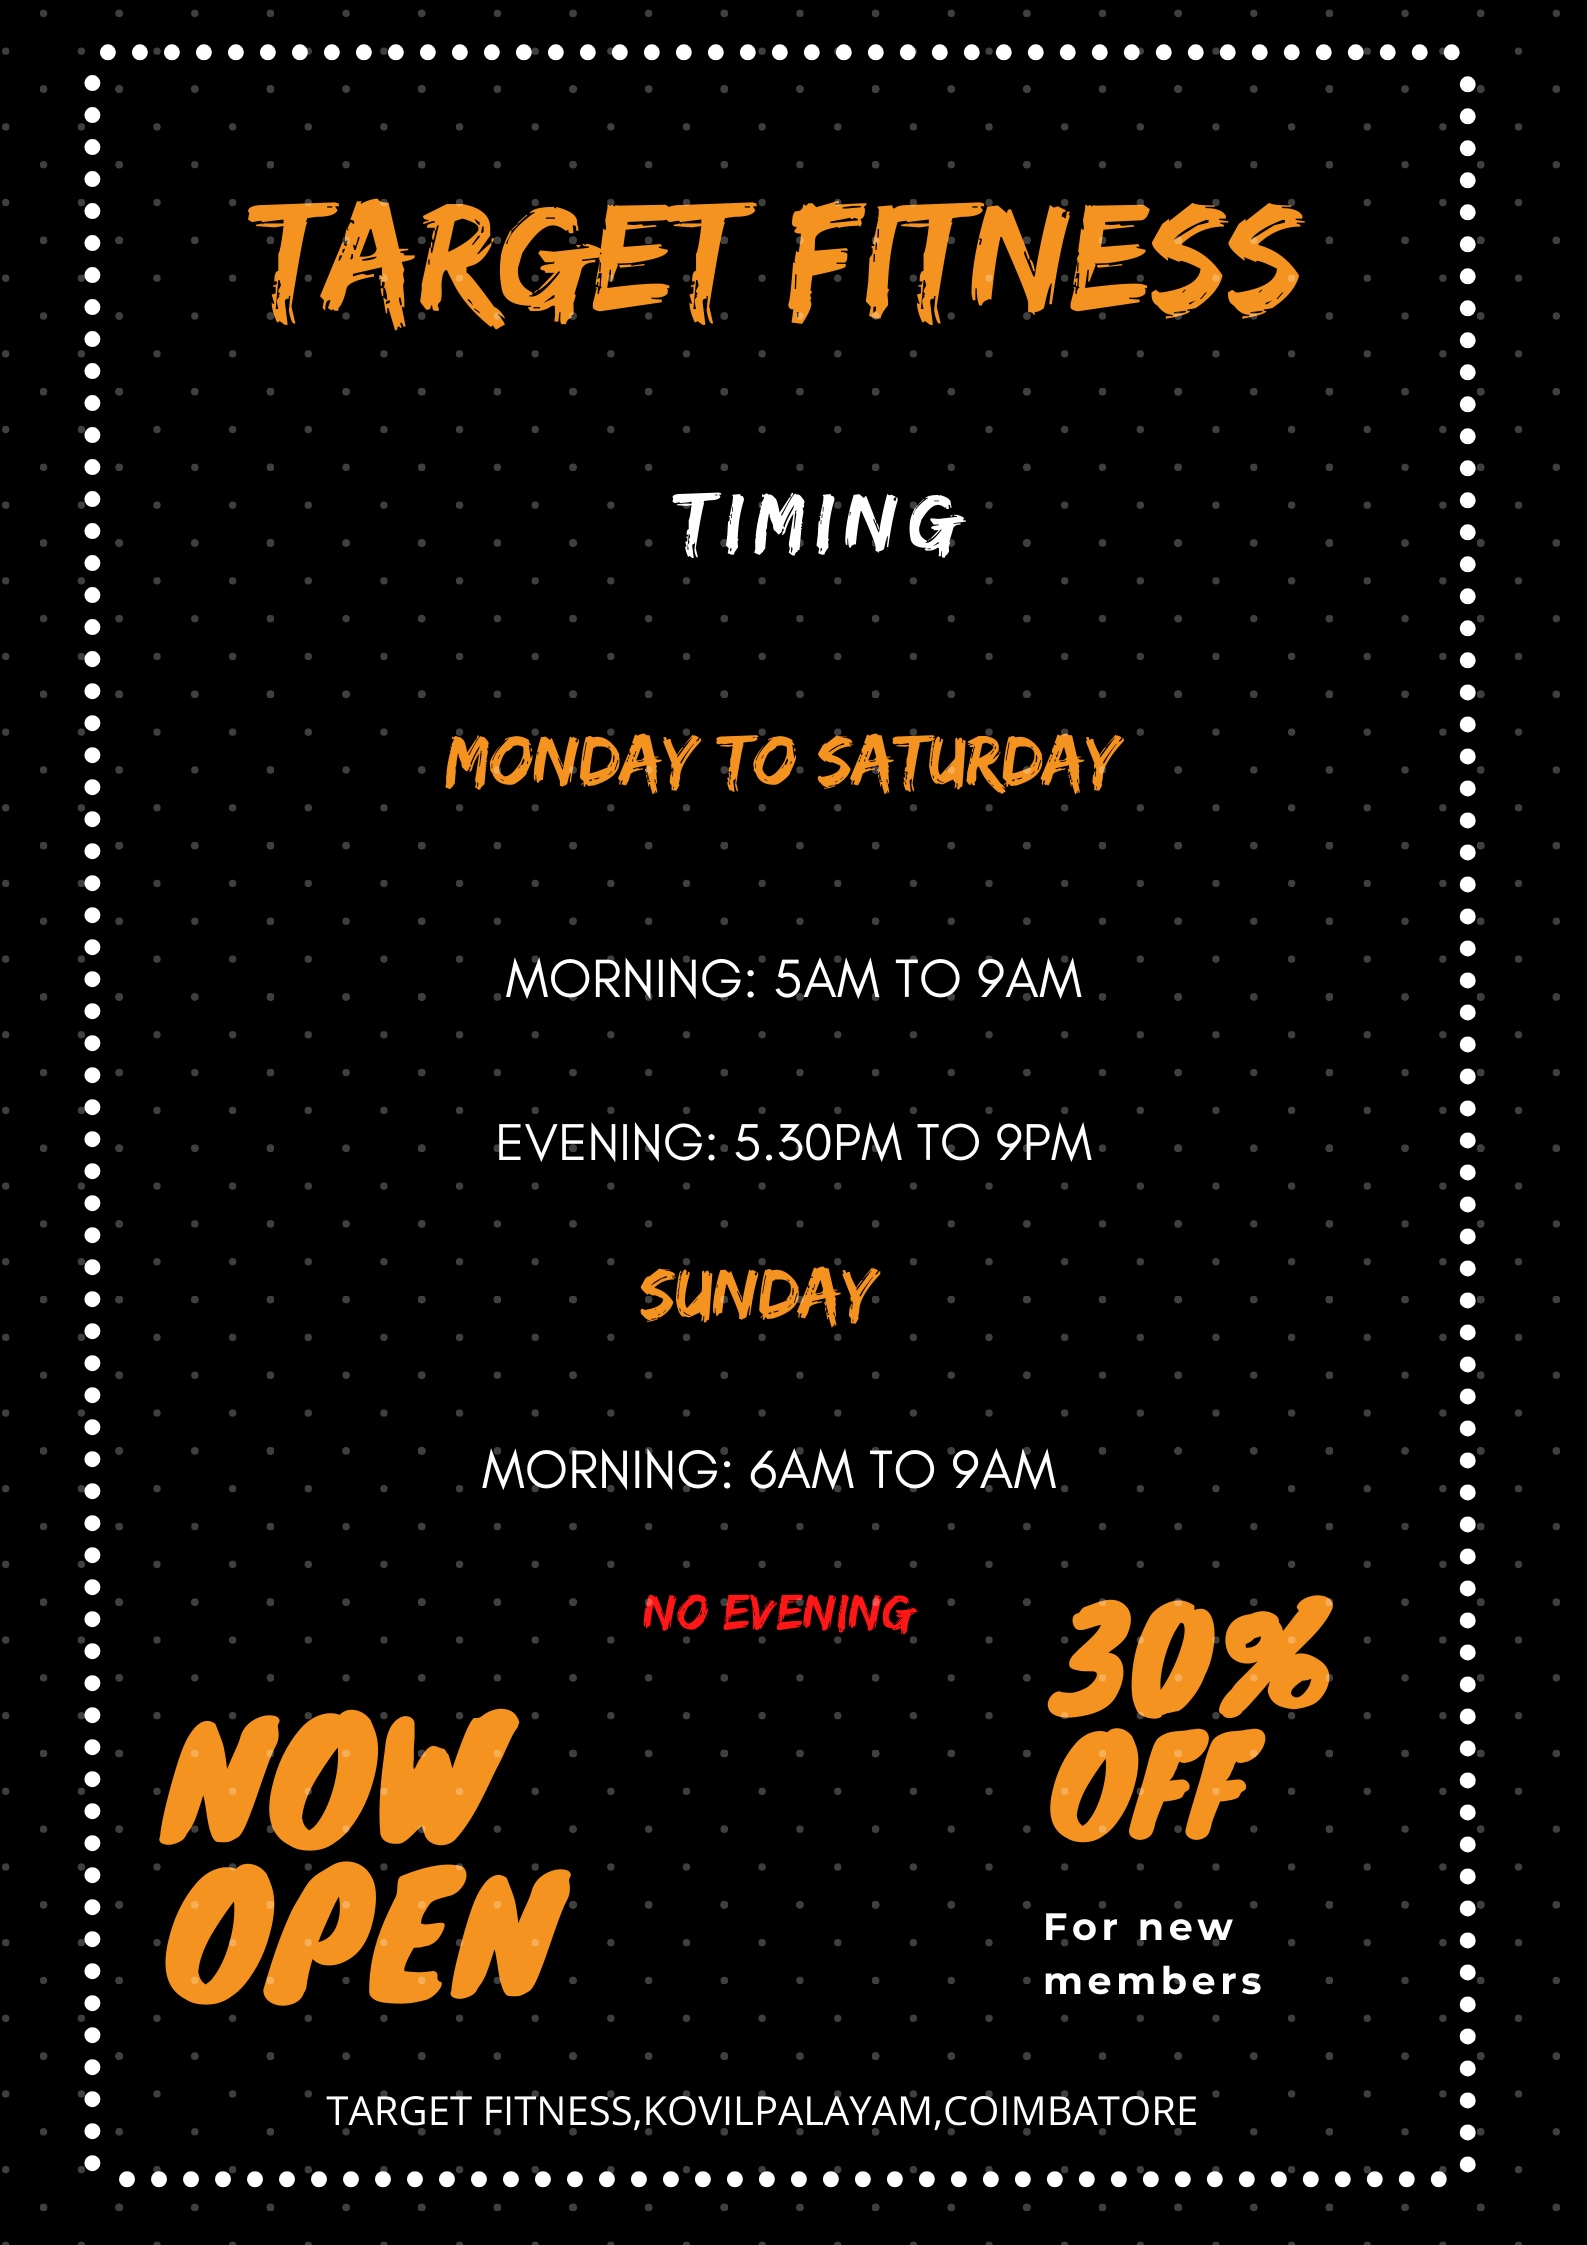 TARGET FITNESS
TIMING
MONDAY TO SATURDAY
MORNING: 5AM TO 9AM
EVENING: 5.30PM TO 9PM
SUNDAY
MORNING: 6AM TO 9AM
NO EVENING
30%
OFF
For new
members
NOW
OPEN
TARGET FITNESS,KOVILPALAYAM,COIMBATORE